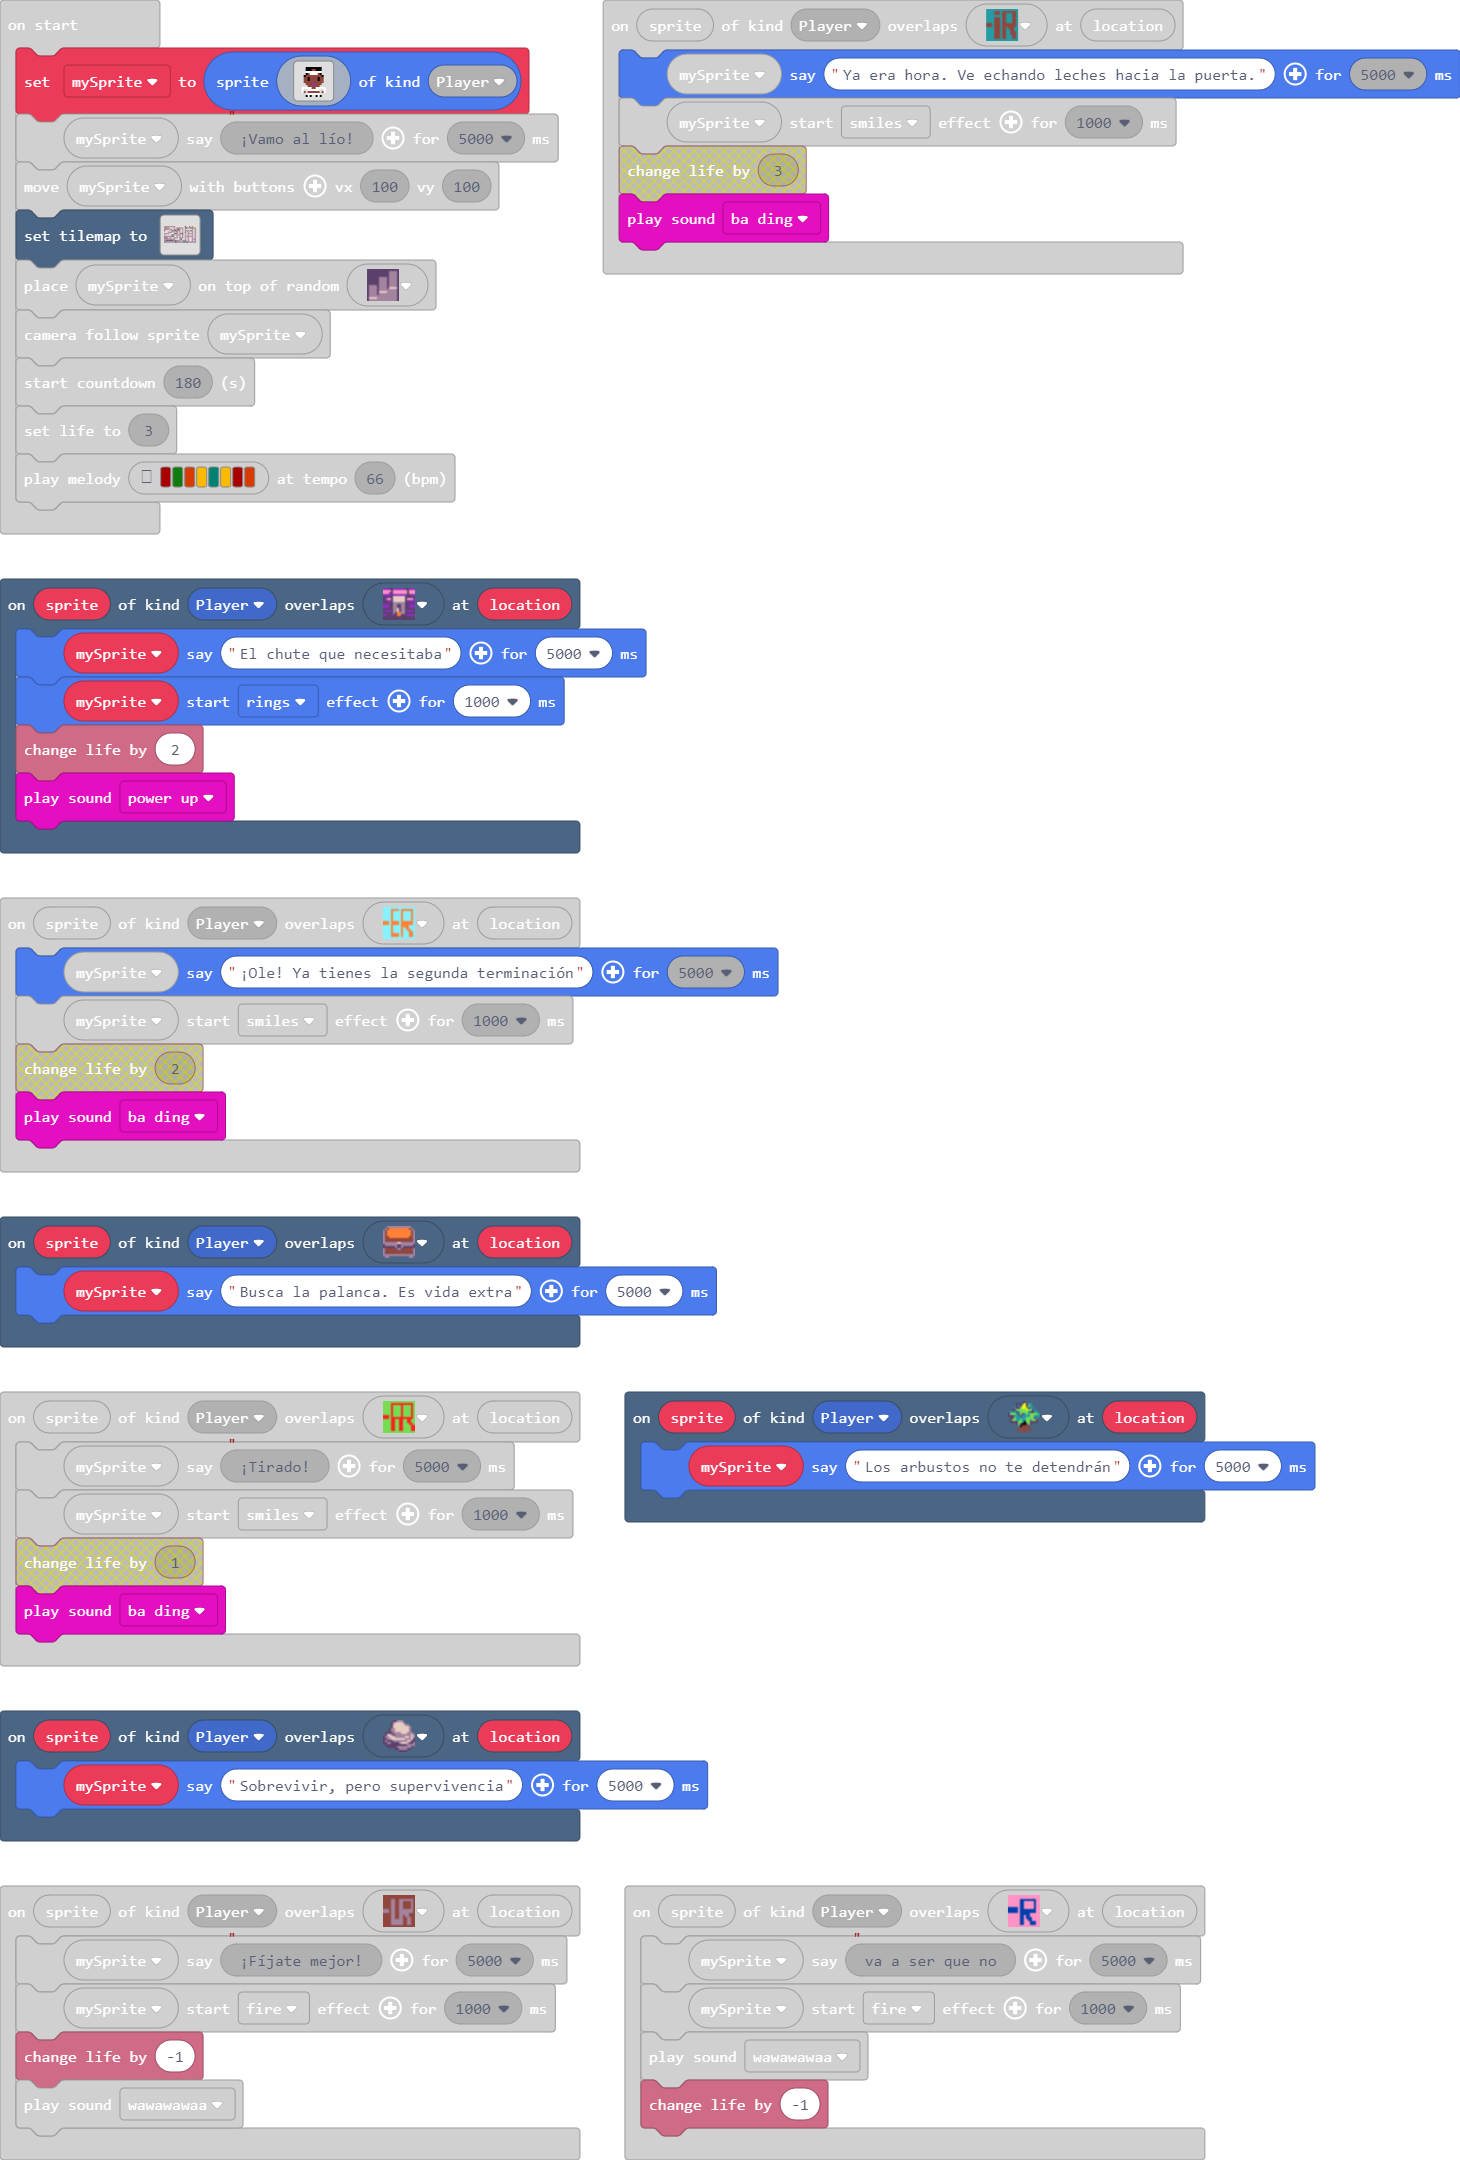 on start
set mySprite to sprite of kind Player
mySprite say ¡Vamo al lío! for 5000 ms
move mySprite with buttons vx 100 vy 100
set tilemap to
place mySprite on top of random
camera follow sprite mySprite
start countdown 180 (s)
set life to 3
play melody at tempo 66 (bpm)
on sprite of kind Player overlaps -iR at location
mySprite say "Ya era hora. Ve echando leches hacia la puerta." for 5000 ms
mySprite start smiles effect for 1000 ms
change life by 3
play sound ba ding
on sprite of kind Player overlaps at location
mySprite say "El chute que necesitaba" for 5000 ms
mySprite start rings effect for 1000 ms
change life by 2
play sound power up
on sprite of kind Player overlaps -ER at location
mySprite say "¡Ole! Ya tienes la segunda terminación" for 5000 ms
mySprite start smiles effect for 1000 ms
change life by 2
play sound ba ding
on sprite of kind Player overlaps at location
mySprite say "Busca la palanca. Es vida extra" for 5000 ms
on sprite of kind Player overlaps -AR at location
mySprite say "¡Tirado! for 5000 ms
mySprite start smiles effect for 1000 ms
change life by 1
play sound ba ding
on sprite of kind Player overlaps at location
mySprite say "Los arbustos no te detendrán" for 5000 ms
on sprite of kind Player overlaps at location
mySprite say "Sobrevivir, pero supervivencia" for 5000 ms
on sprite of kind Player overlaps -UR at location
mySprite say "¡Fíjate mejor! for 5000 ms
mySprite start fire effect for 1000 ms
change life by -1
play sound wawawawaa
on sprite of kind Player overlaps -R at location
mySprite say "va a ser que no for 5000 ms
mySprite start fire effect for 1000 ms
play sound wawawawaa
change life by -1